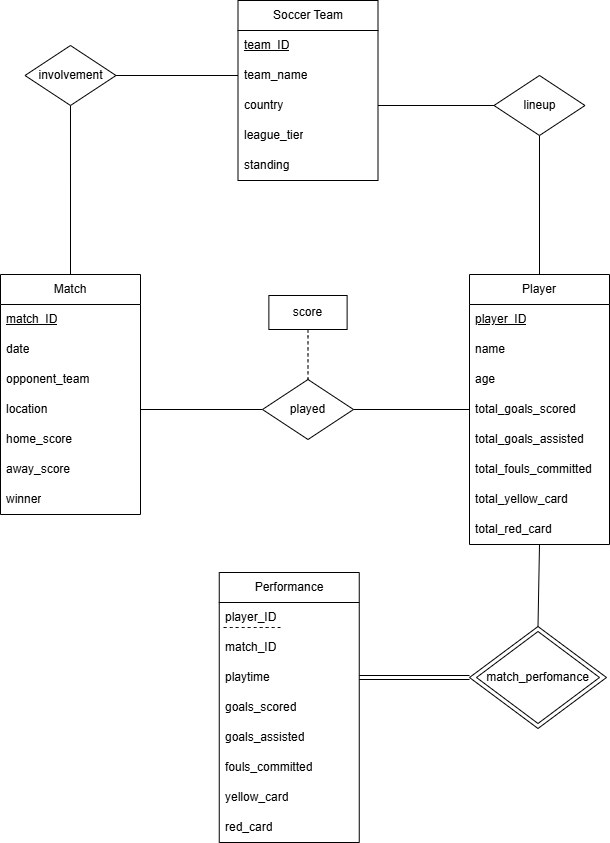 Soccer Team
team_ID
team_name
country
league_tier
standing
involvement
lineup
Match
match_ID
date
opponent_team
location
home_score
away_score
winner
score
played
Player
player_ID
name
age
total_goals_scored
total_goals_assisted
total_fouls_committed
total_yellow_card
total_red_card
Performance
player_ID
match_ID
playtime
goals_scored
goals_assisted
fouls_committed
yellow_card
red_card
match_perfomance